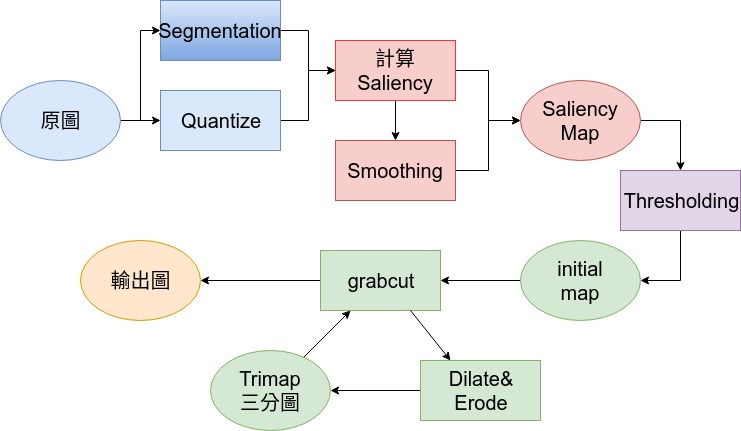 原圖
Segmentation
Quantize
計算
Saliency
Smoothing
Saliency
Map
Thresholding
initial
map
grabcut
輸出圖
Dilate&
Erode
Trimap
三分圖